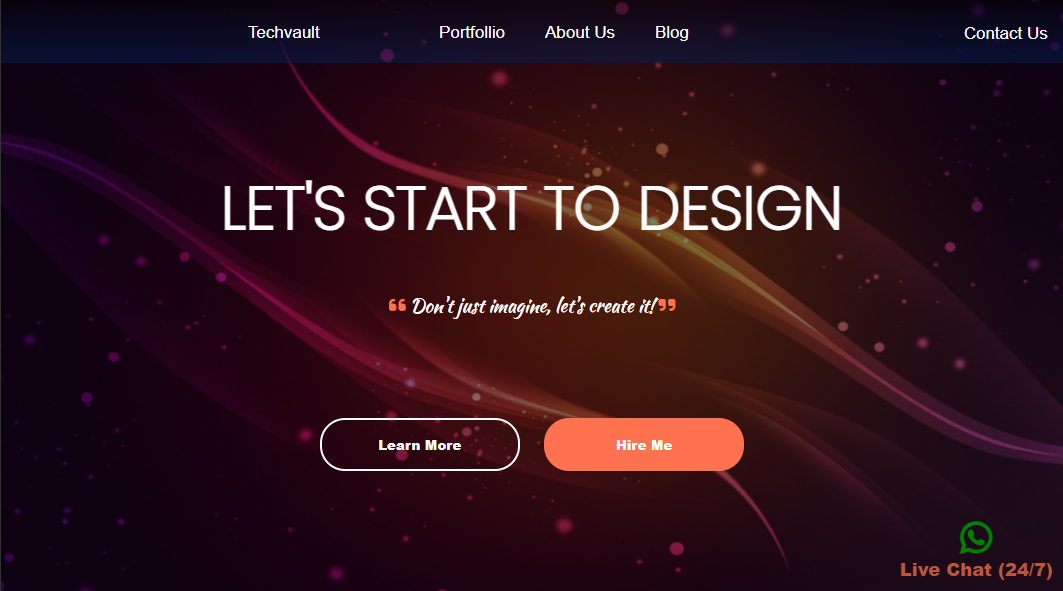 Techvault Portfollio About Us Blog Contact Us
LET'S START TO DESIGN
❝ Don't just imagine, let's create it! ❞
Learn More Hire Me
Live Chat (24/7)